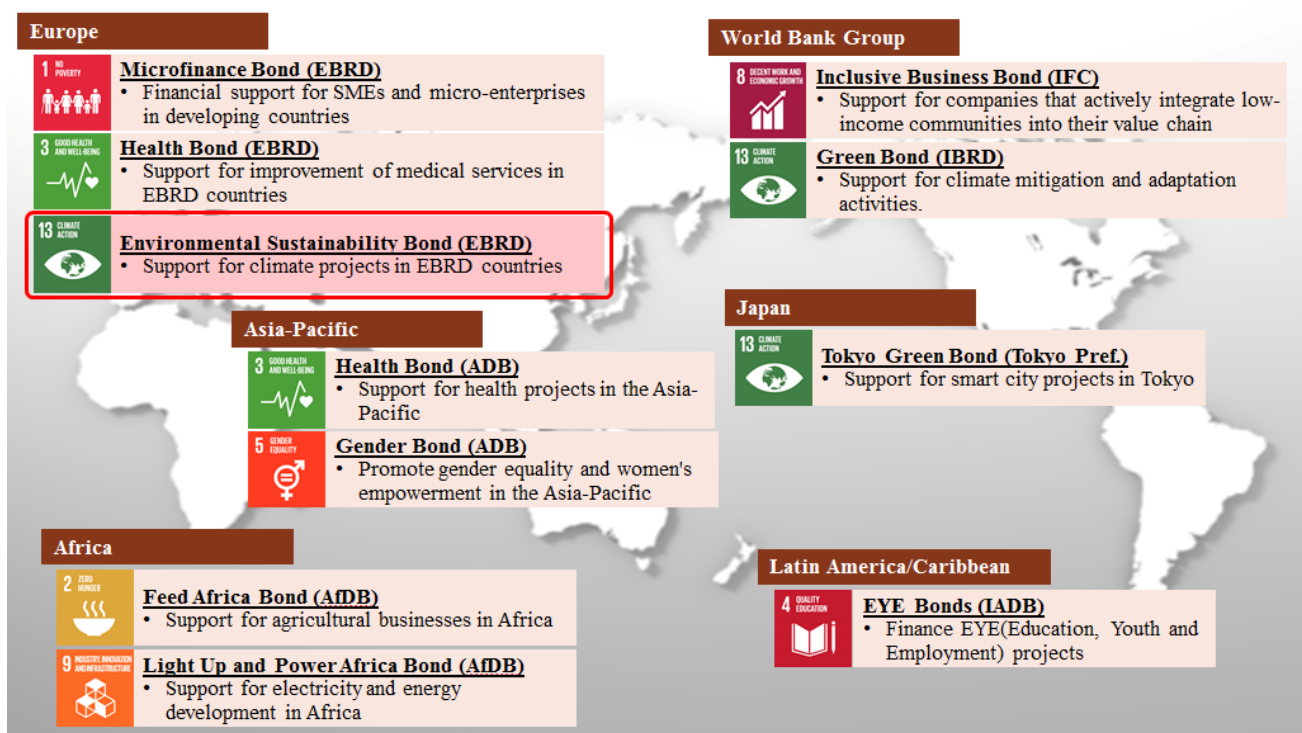 Europe
1 NO POVERTY
Microfinance Bond (EBRD)
• Financial support for SMEs and micro-enterprises
in developing countries
3 GOOD HEALTH AND WELL-BEING
Health Bond (EBRD)
• Support for improvement of medical services in
EBRD countries
13 CLIMATE ACTION
Environmental Sustainability Bond (EBRD)
• Support for climate projects in EBRD countries
World Bank Group
8 DECENT WORK AND ECONOMIC GROWTH
Inclusive Business Bond (IFC)
• Support for companies that actively integrate low-
income communities into their value chain
13 CLIMATE ACTION
Green Bond (IBRD)
• Support for climate mitigation and adaptation
activities.
Asia-Pacific
3 GOOD HEALTH AND WELL-BEING
Health Bond (ADB)
• Support for health projects in the Asia-
Pacific
5 GENDER EQUALITY
Gender Bond (ADB)
• Promote gender equality and women's
empowerment in the Asia-Pacific
Japan
13 CLIMATE ACTION
Tokyo Green Bond (Tokyo Pref.)
• Support for smart city projects in Tokyo
Africa
2 ZERO HUNGER
Feed Africa Bond (AfDB)
• Support for agricultural businesses in Africa
9 INDUSTRY, INNOVATION AND INFRASTRUCTURE
Light Up and Power Africa Bond (AfDB)
• Support for electricity and energy
development in Africa
Latin America/Caribbean
4 QUALITY EDUCATION
EYE Bonds (IADB)
• Finance EYE(Education, Youth and
Employment) projects